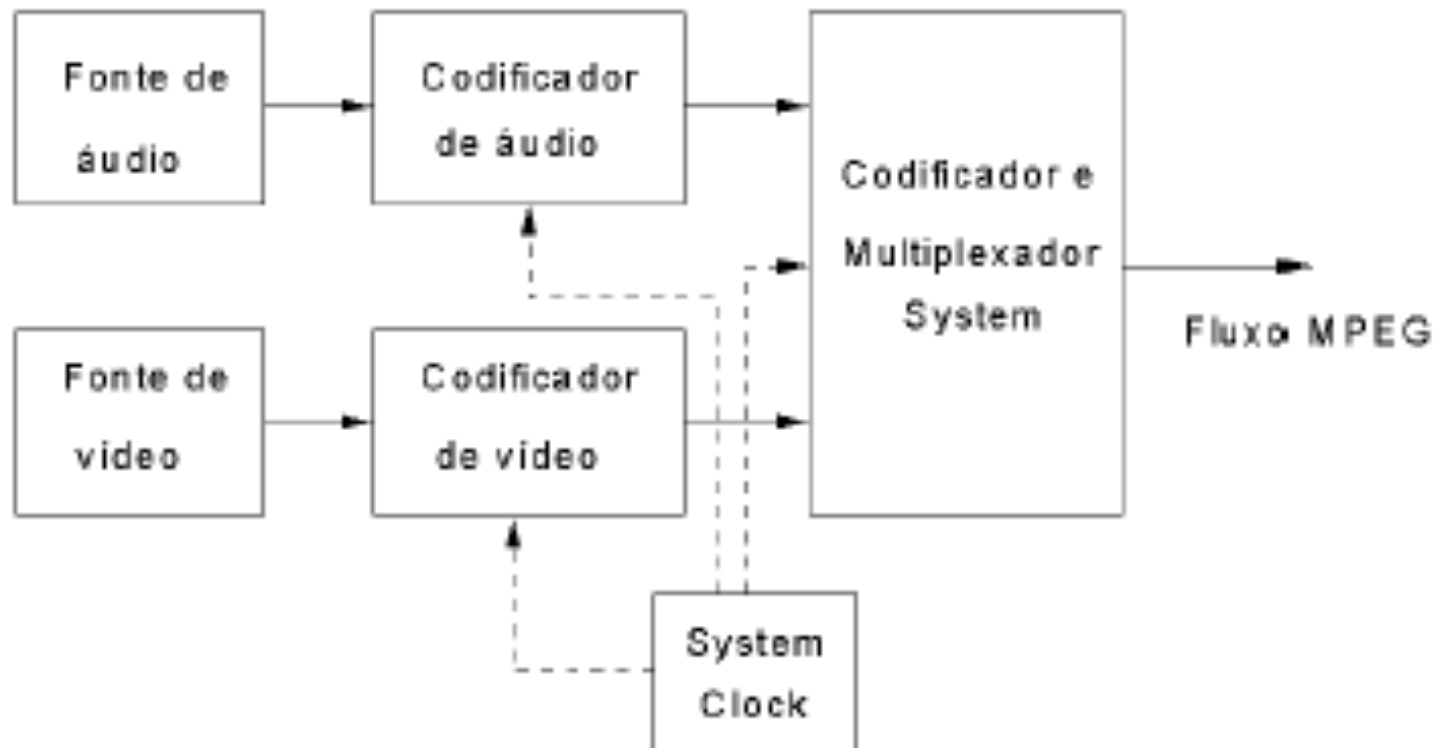 Fonte de
áudio
Codificador
de áudio
Codificador e
Multiplexador
System
Fluxo MPEG
Fonte de
vídeo
Codificador
de vídeo
System
Clock